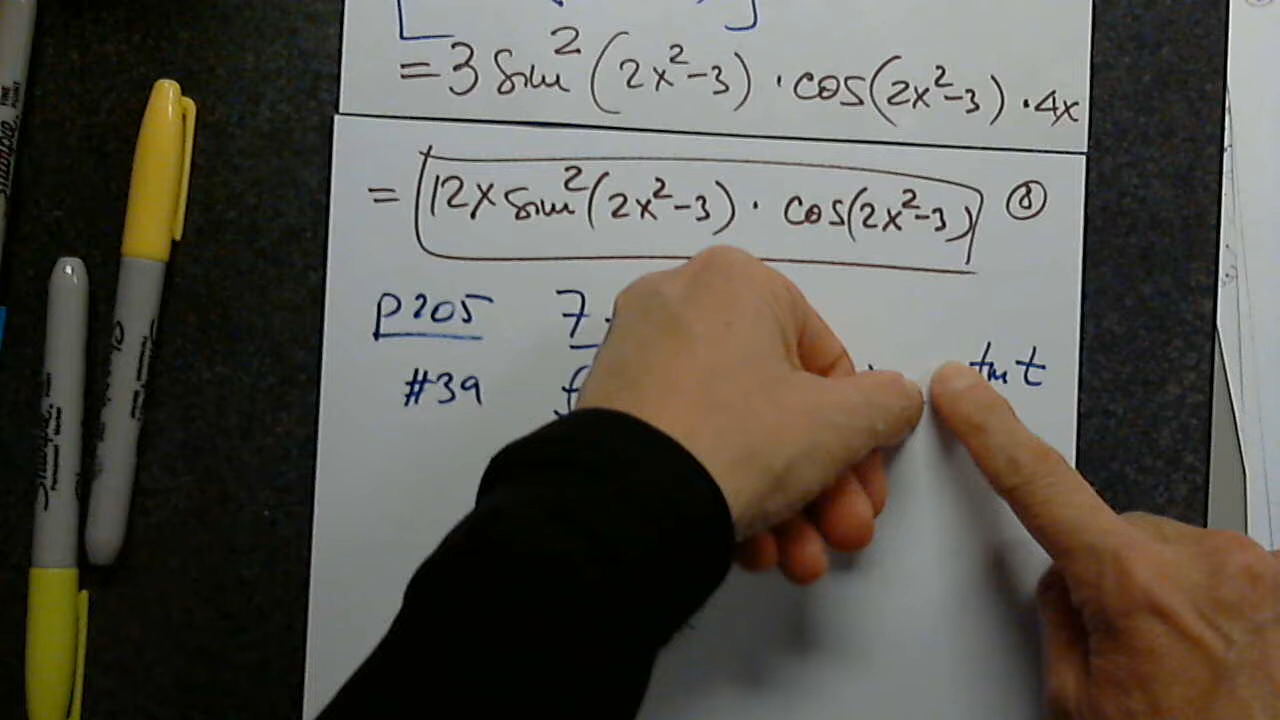 = 3 sin² (2x²-3) · cos(2x²-3) · 4x
= 12x sin²(2x²-3) · cos(2x²-3) ⑧
p205 7
#39 f t
Sharpie